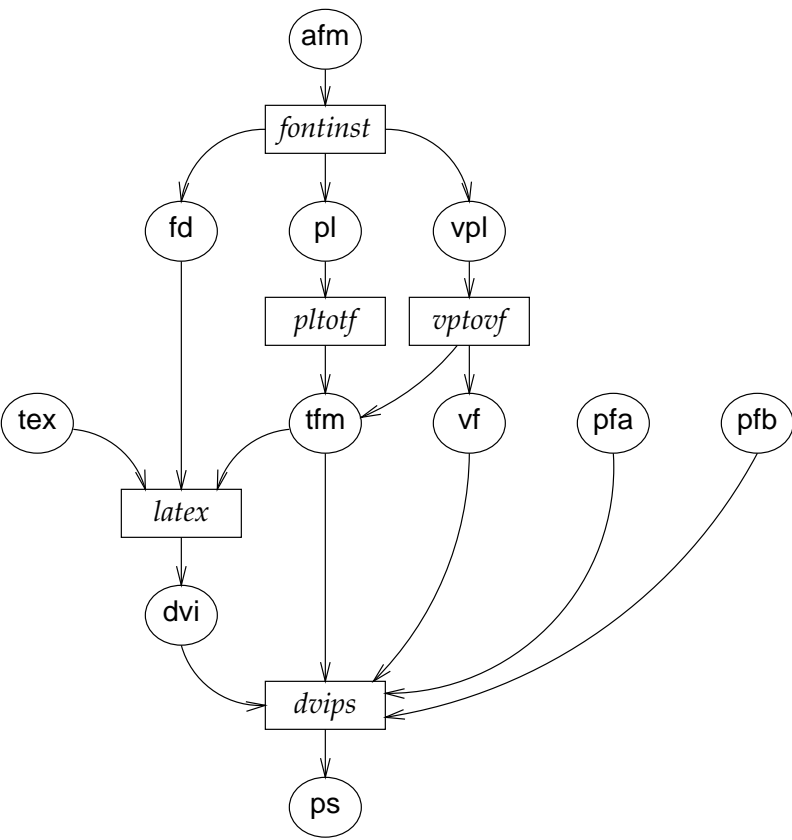 afm
fontinst
fd
pl
vpl
pltotf
vptovf
tex
tfm
vf
pfa
pfb
latex
dvi
dvips
ps